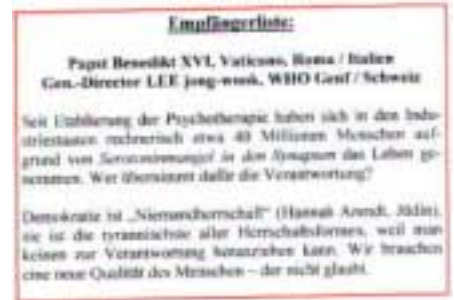 Empfängerliste:
Papst Benedikt XVI, Vaticano, Roma / Italien
Gen.-Director LEE jong-wook, WHO Genf / Schweiz
Seit Etablierung der Psychotherapie haben sich in den Indu-
striestaaten rechnerisch etwa 40 Millionen Menschen auf-
grund von Serotoninmangel in den Synapsen das Leben ge-
nommen. Wer übernimmt dafür die Verantwortung?
Demokratie ist „Niemandherrschaft“ (Hannah Arendt, Jüdin),
sie ist die tyrannischste aller Herrschaftsformen, weil man
keinen zur Verantwortung heranziehen kann. Wir brauchen
eine neue Qualität des Menschen – der nicht glaubt.